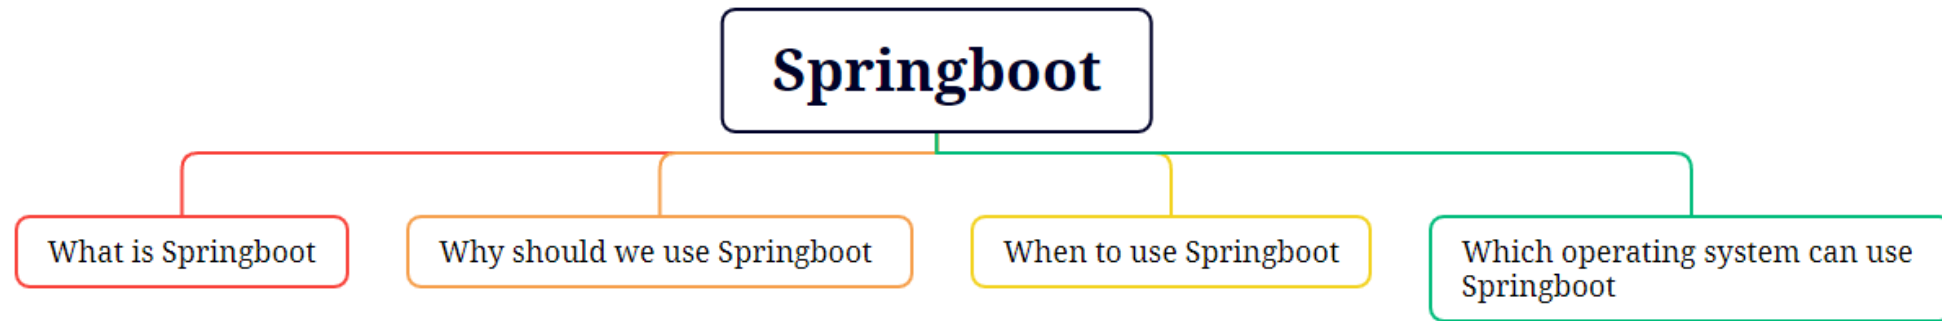 Springboot
What is Springboot
Why should we use Springboot
When to use Springboot
Which operating system can use
Springboot